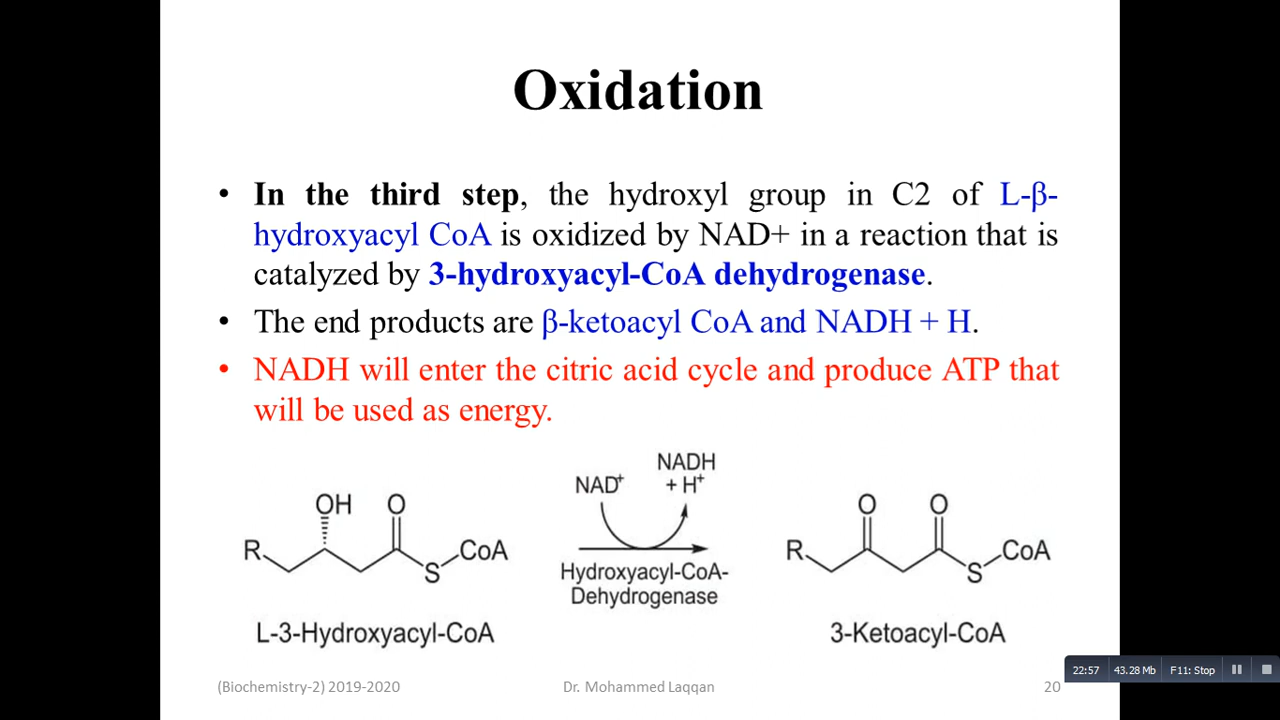 Oxidation
• In the third step, the hydroxyl group in C2 of L-β-
hydroxyacyl CoA is oxidized by NAD+ in a reaction that is
catalyzed by 3-hydroxyacyl-CoA dehydrogenase.
• The end products are β-ketoacyl CoA and NADH + H.
• NADH will enter the citric acid cycle and produce ATP that
will be used as energy.
OH O
R S CoA
L-3-Hydroxyacyl-CoA
NAD⁺ NADH
+ H⁺
Hydroxyacyl-CoA-
Dehydrogenase
O O
R S CoA
3-Ketoacyl-CoA
22:57 43.28 Mb F11: Stop
(Biochemistry-2) 2019-2020 Dr. Mohammed Laqqan 20